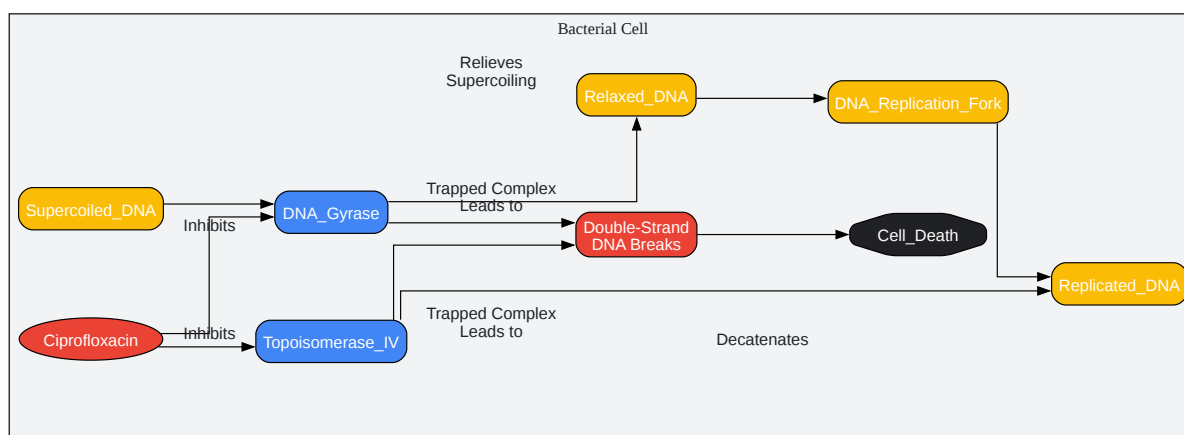 Bacterial Cell
Relieves
Supercoiling
Relaxed_DNA
DNA_Replication_Fork
Supercoiled_DNA
Inhibits
DNA_Gyrase
Trapped Complex
Leads to
Double-Strand
DNA Breaks
Cell_Death
Replicated_DNA
Ciprofloxacin
Inhibits
Topoisomerase_IV
Trapped Complex
Leads to
Decatenates